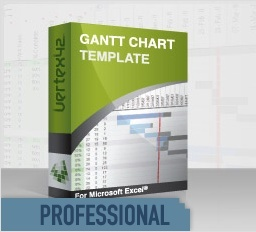 GANTT CHART
TEMPLATE
vertex42
For Microsoft Excel®
PROFESSIONAL